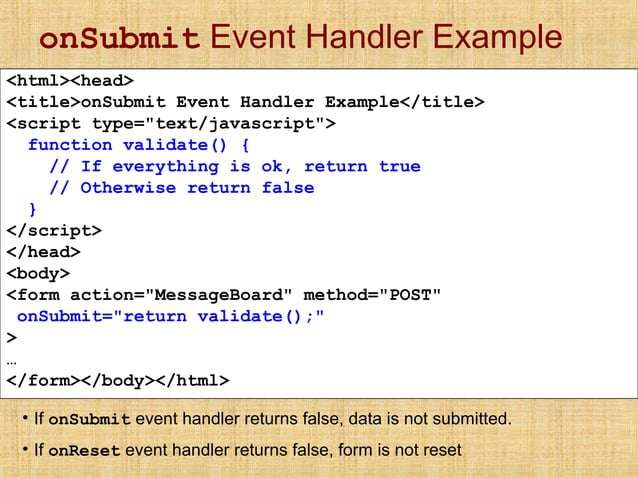 onSubmit Event Handler Example
<html><head>
<title>onSubmit Event Handler Example</title>
<script type="text/javascript">
  function validate() {
    // If everything is ok, return true
    // Otherwise return false
  }
</script>
</head>
<body>
<form action="MessageBoard" method="POST"
 onSubmit="return validate();"
>
…
</form></body></html>
• If onSubmit event handler returns false, data is not submitted.
• If onReset event handler returns false, form is not reset